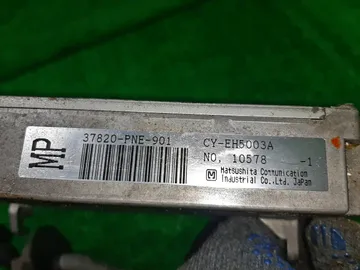 MP
37820-PNE-901 CY-EH5003A
NO. 10578 -1
M Matsushita Communication
Industrial Co.,Ltd. Japan